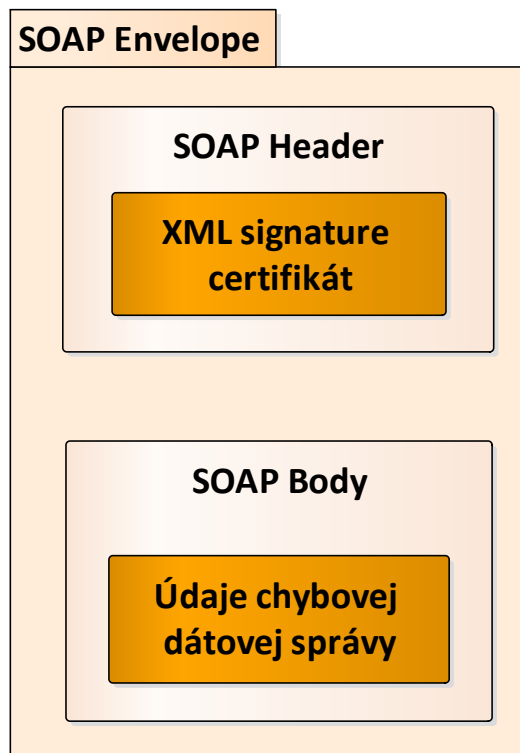 SOAP Envelope
SOAP Header
XML signature
certifikát
SOAP Body
Údaje chybovej
dátovej správy